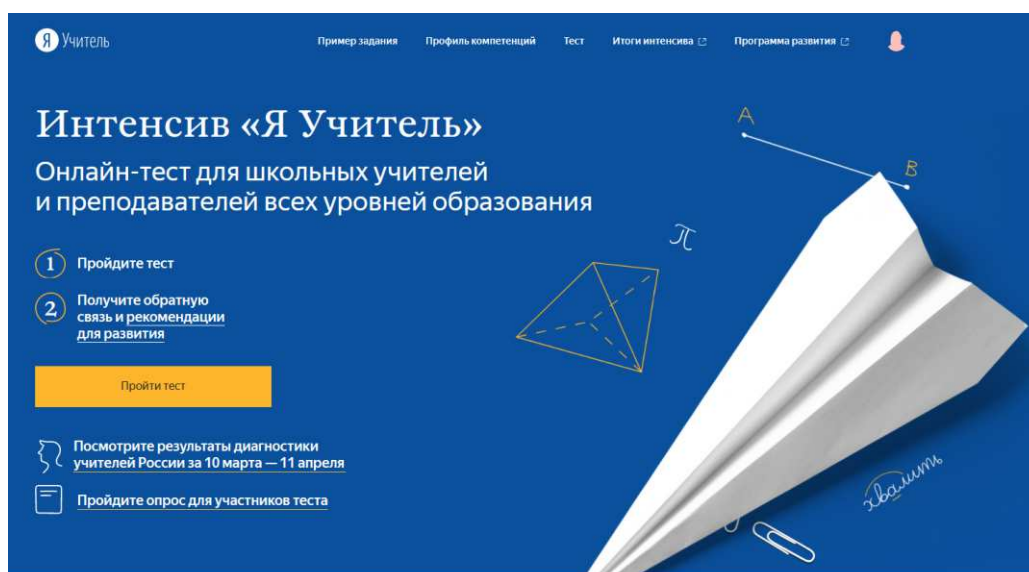 Я Учитель
Пример задания Профиль компетенций Тест Итоги интенсива Программа развития
Интенсив «Я Учитель»
Онлайн-тест для школьных учителей
и преподавателей всех уровней образования
1 Пройдите тест
2 Получите обратную
связь и рекомендации
для развития
Пройти тест
Посмотрите результаты диагностики
учителей России за 10 марта — 11 апреля
Пройдите опрос для участников теста
A
B
π
хвалить